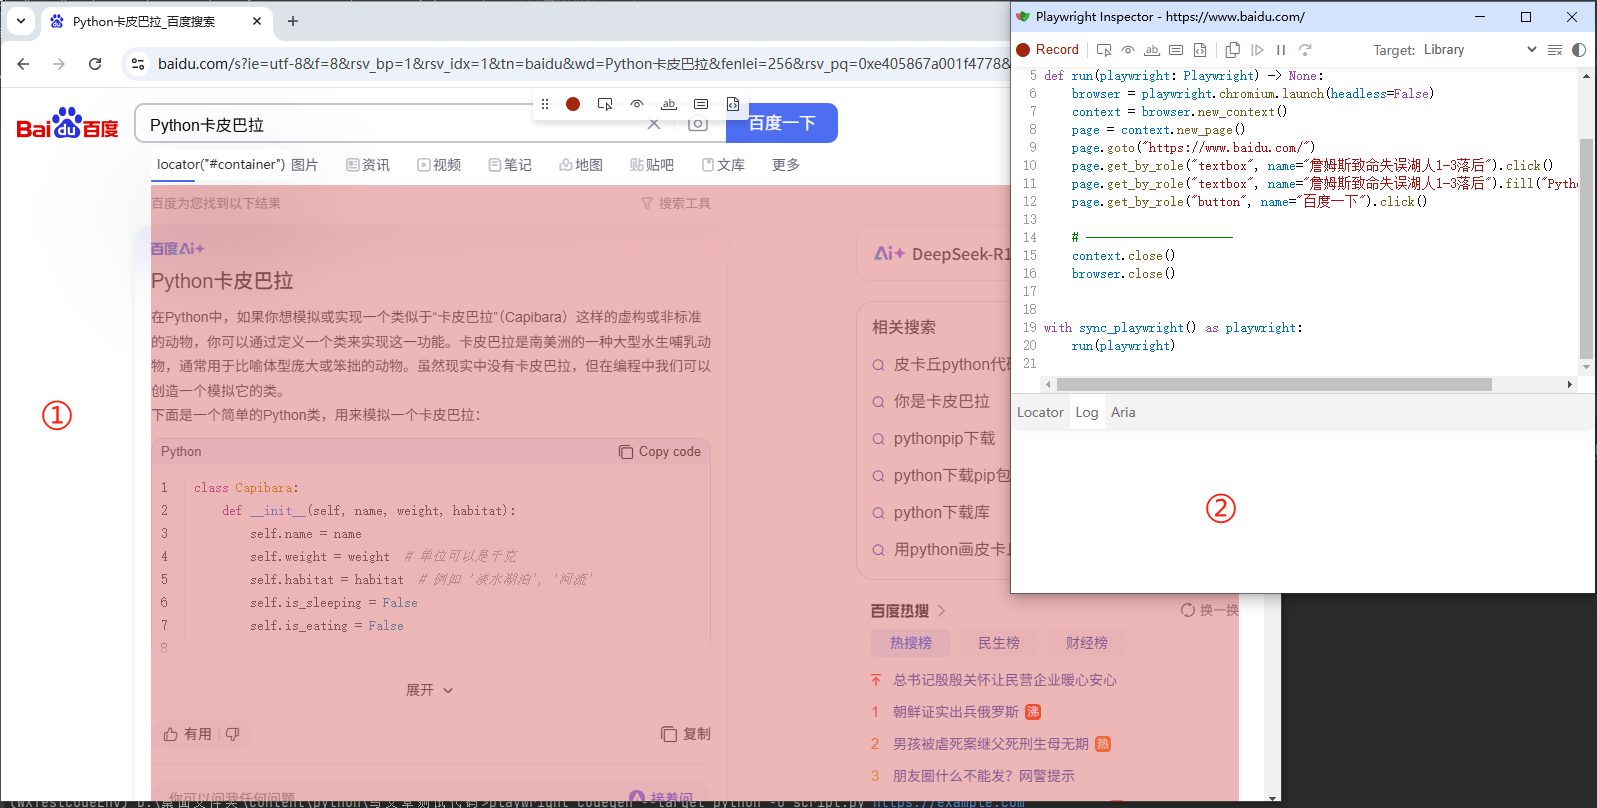 Python卡皮巴拉_百度搜索
baidu.com/s?ie=utf-8&f=8&rsv_bp=1&rsv_idx=1&tn=baidu&wd=Python卡皮巴拉&fenlei=256&rsv_pq=0xe405867a001f4778&
Bai du 百度
Python卡皮巴拉
百度一下
locator("#container") 图片 资讯 视频 笔记 地图 贴吧 文库 更多
百度为您找到以下结果 搜索工具
百度Ai+
Python卡皮巴拉
在Python中，如果你想模拟或实现一个类似于“卡皮巴拉”（Capibara）这样的虚构或非标准
的动物，你可以通过定义一个类来实现这一功能。卡皮巴拉是南美洲的一种大型水生哺乳动
物，通常用于比喻体型庞大或笨拙的动物。虽然现实中没有卡皮巴拉，但在编程中我们可以
创造一个模拟它的类。
下面是一个简单的Python类，用来模拟一个卡皮巴拉：
①
Python Copy code
1 class Capibara:
2 def __init__(self, name, weight, habitat):
3 self.name = name
4 self.weight = weight # 单位可以是千克
5 self.habitat = habitat # 例如 '淡水湖泊', '河流'
6 self.is_sleeping = False
7 self.is_eating = False
8
展开
有用 复制
你可以问我任何问题 接着问
Ai+ DeepSeek-R1
相关搜索
皮卡丘python代码
你是卡皮巴拉
pythonpip下载
python下载pip包
python下载库
用python画皮卡丘
百度热搜 换一换
热搜榜 民生榜 财经榜
总书记殷殷关怀让民营企业暖心安心
1 朝鲜证实出兵俄罗斯 沸
2 男孩被虐死案继父死刑生母无期 热
3 朋友圈什么不能发？网警提示
Playwright Inspector - https://www.baidu.com/
Record Target: Library
5 def run(playwright: Playwright) -> None:
6 browser = playwright.chromium.launch(headless=False)
7 context = browser.new_context()
8 page = context.new_page()
9 page.goto("https://www.baidu.com/")
10 page.get_by_role("textbox", name="詹姆斯致命失误湖人1-3落后").click()
11 page.get_by_role("textbox", name="詹姆斯致命失误湖人1-3落后").fill("Pytho
12 page.get_by_role("button", name="百度一下").click()
13
14 # ---------------------
15 context.close()
16 browser.close()
17
18
19 with sync_playwright() as playwright:
20 run(playwright)
21
Locator Log Aria
②
(WXTestCodeEnv) D:\桌面文件夹\Content\python\写文章测试代码>playwright codegen --target python -o script.py https://example.com